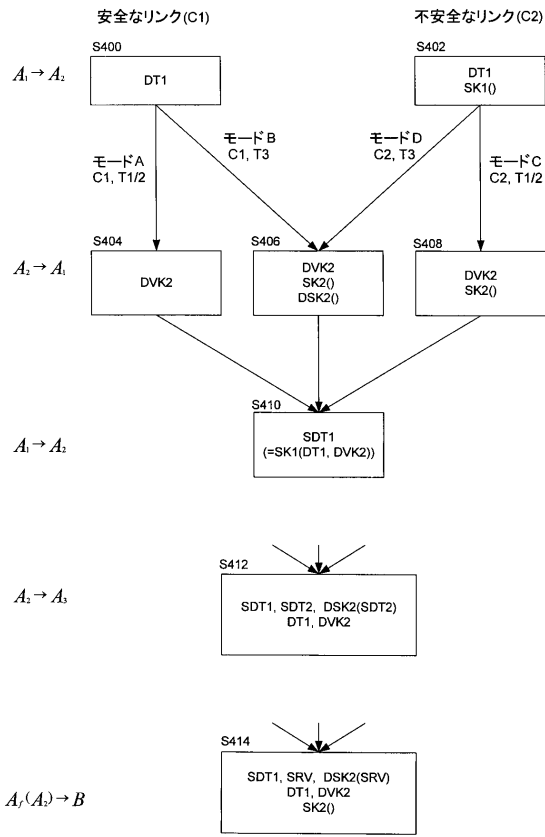 安全なリンク(C1)
不安全なリンク(C2)
S400
S402
A₁→A₂
DT1
DT1
SK1()
モードA
C1, T1/2
モードB
C1, T3
モードD
C2, T3
モードC
C2, T1/2
S404
S406
S408
A₂→A₁
DVK2
DVK2
SK2()
DSK2()
DVK2
SK2()
S410
A₁→A₂
SDT1
(=SK1(DT1, DVK2))
S412
A₂→A₃
SDT1, SDT2, DSK2(SDT2)
DT1, DVK2
S414
A_f(A₂)→B
SDT1, SRV, DSK2(SRV)
DT1, DVK2
SK2()